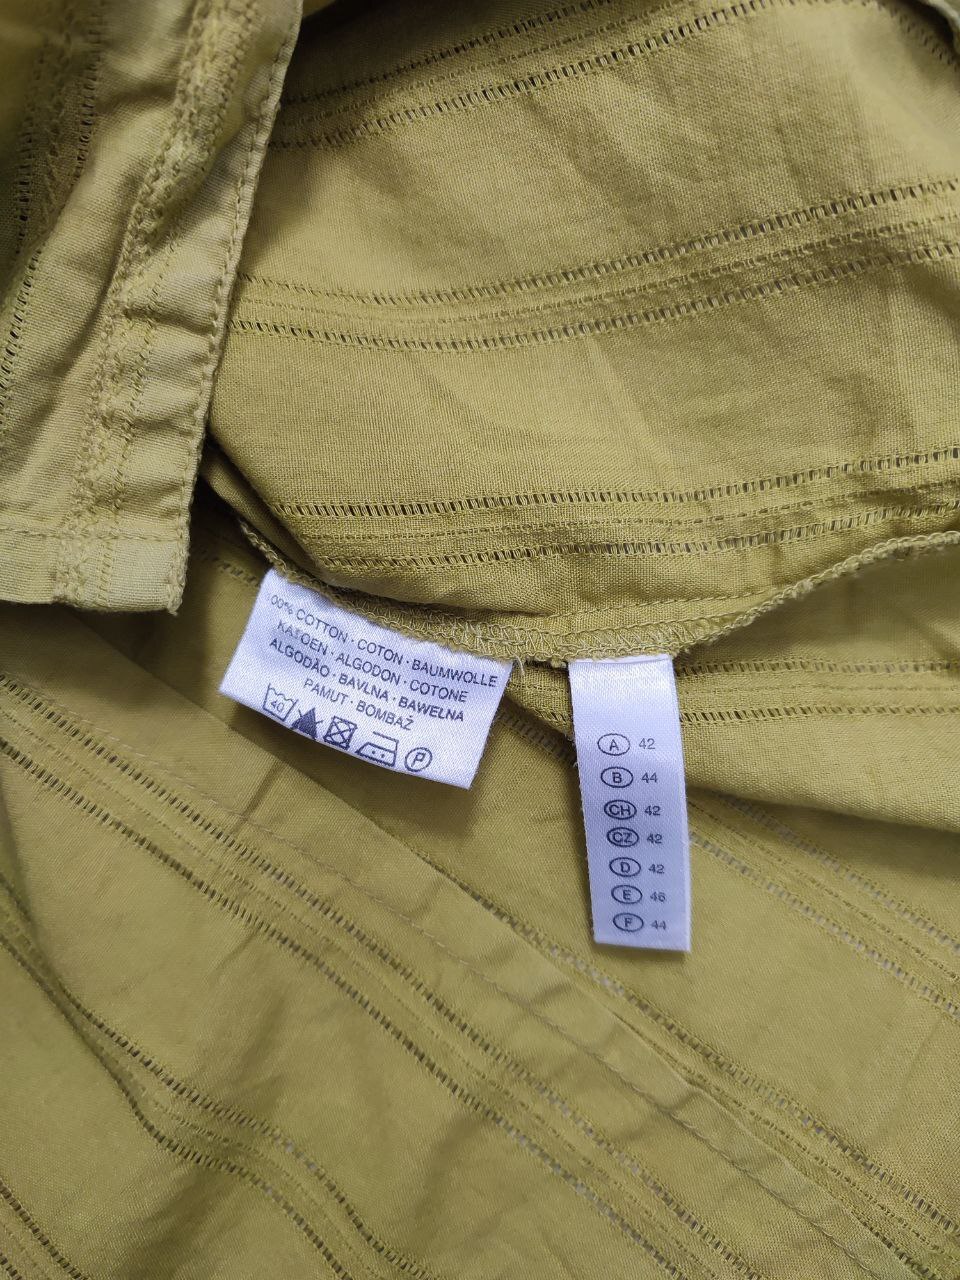 100% COTTON · COTON · BAUMWOLLE
KATOEN · ALGODON · COTONE
ALGODÃO · BAVLNA · BAWEŁNA
PAMUT · BOMBAŽ
40 P
A 42
B 44
CH 42
CZ 42
D 42
E 46
F 44